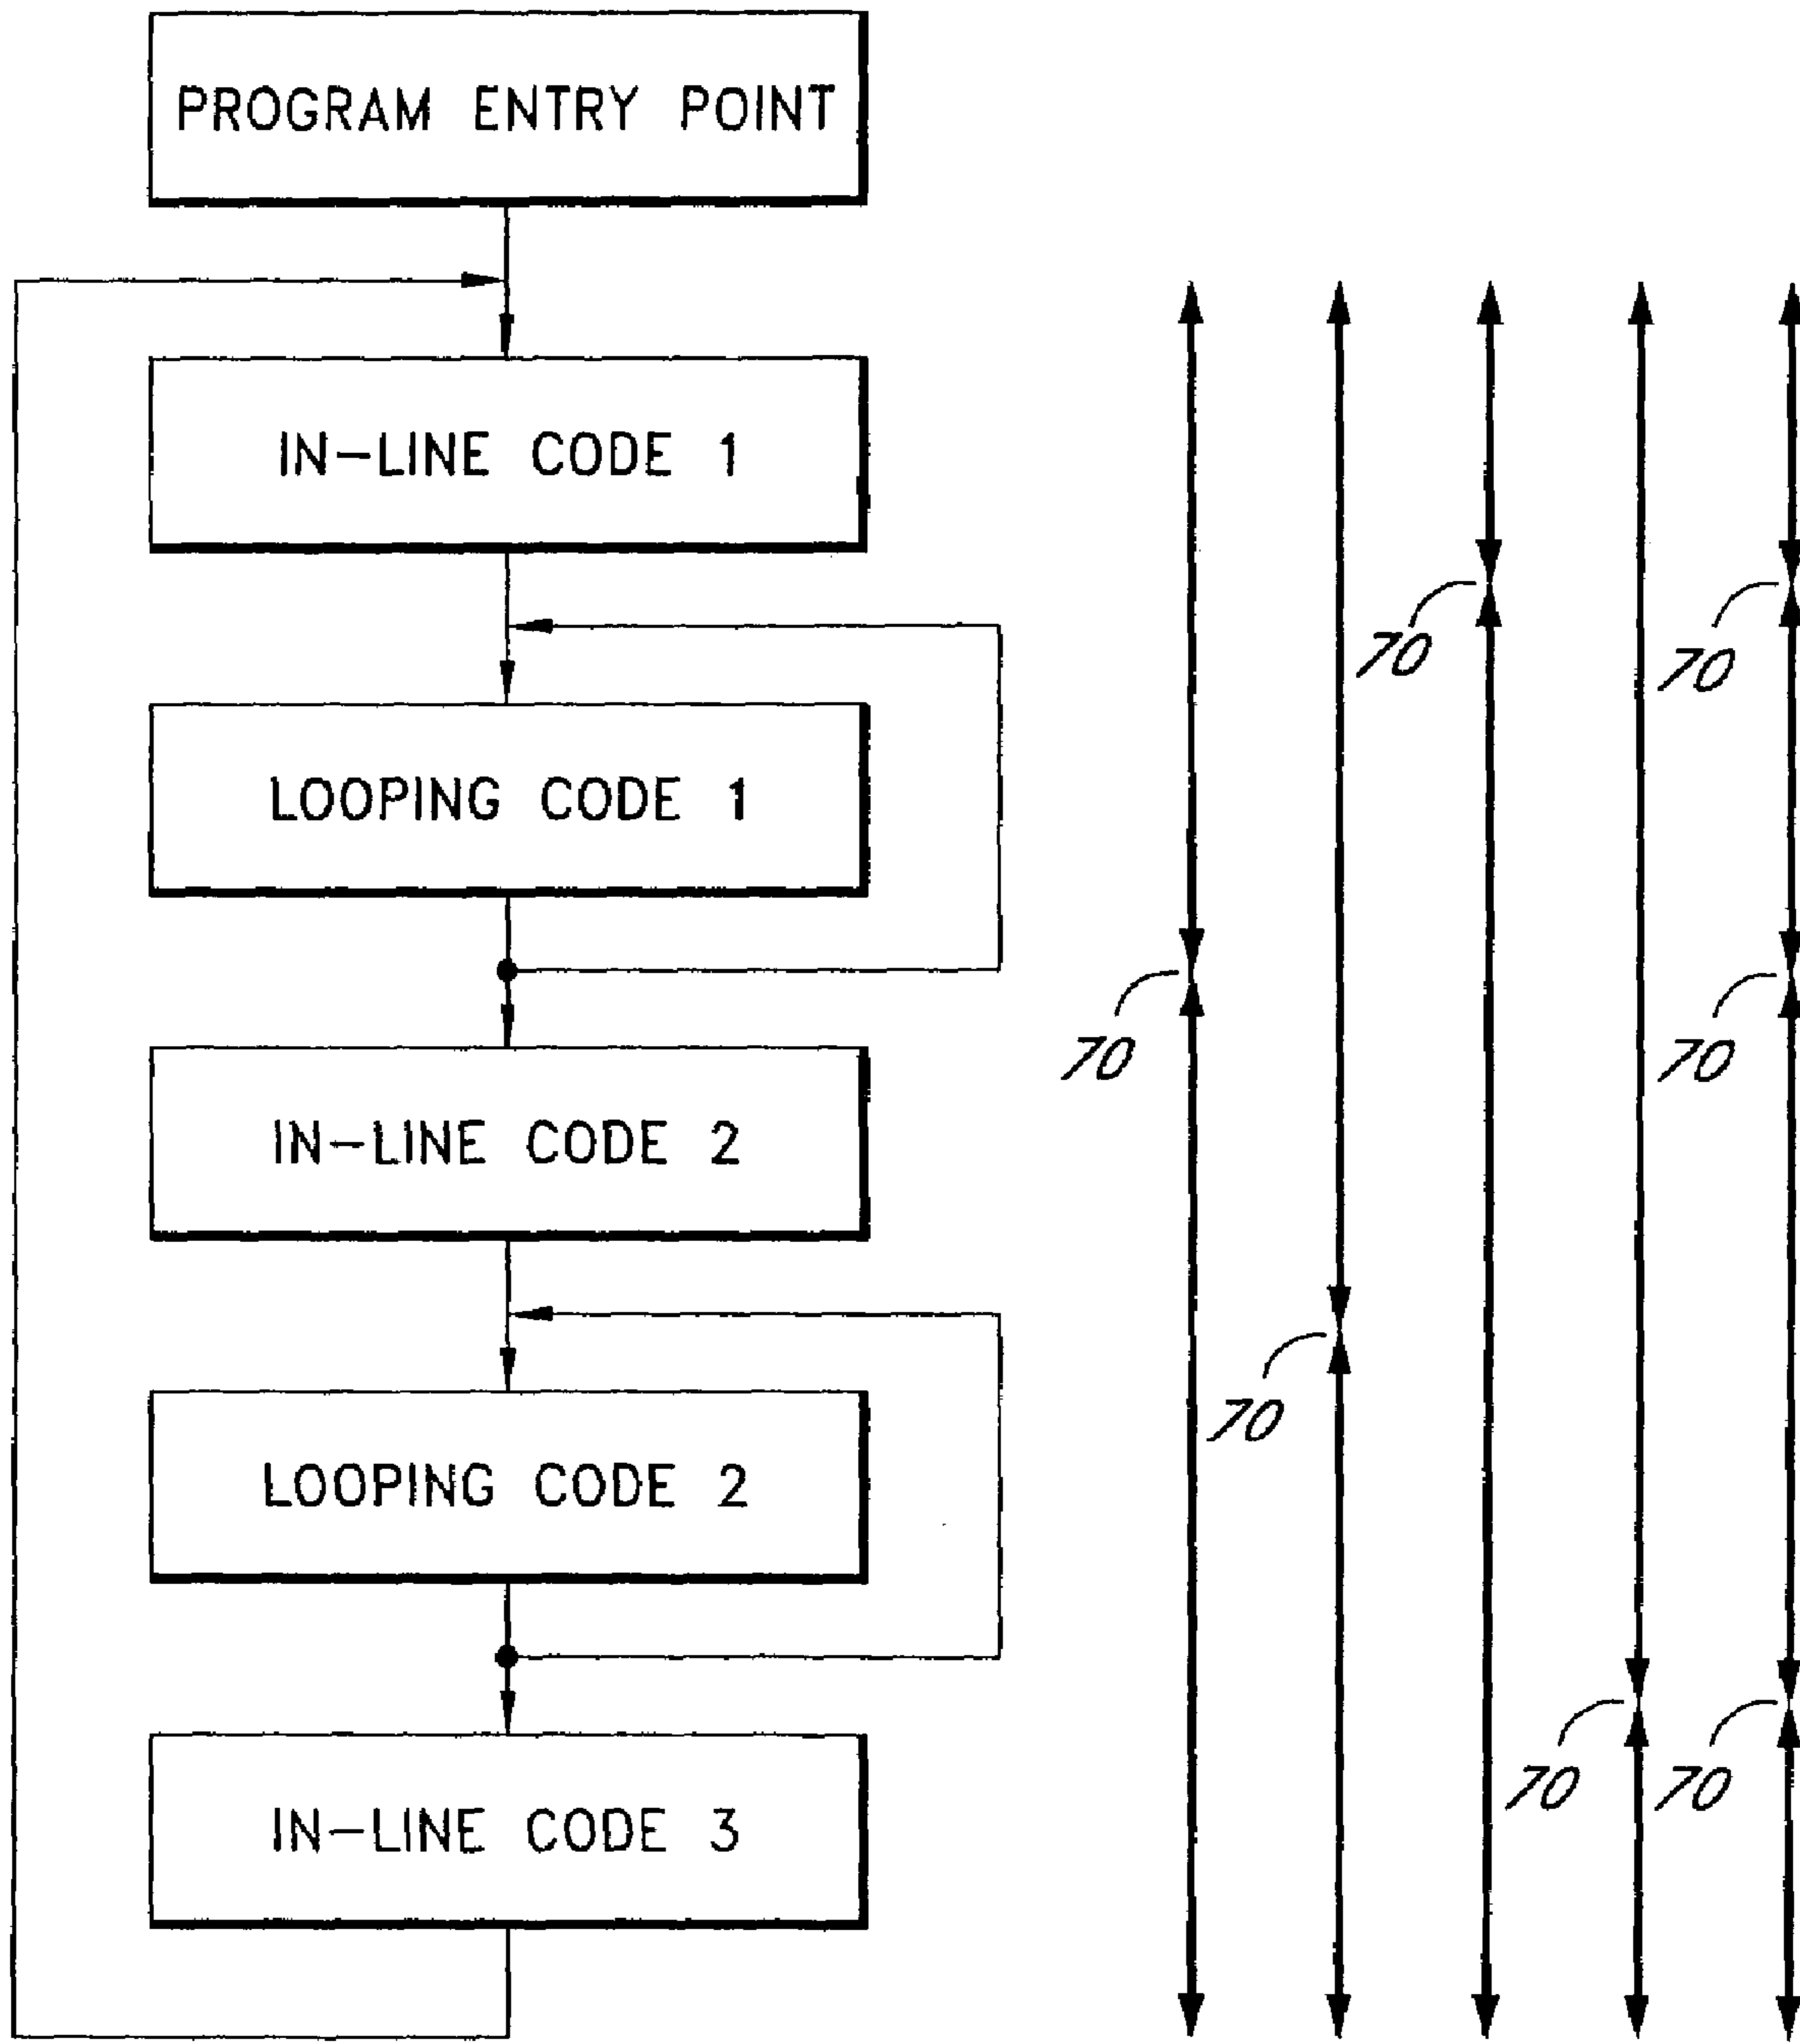 PROGRAM ENTRY POINT
IN-LINE CODE 1
70
70
LOOPING CODE 1
70
70
IN-LINE CODE 2
70
LOOPING CODE 2
70
70
IN-LINE CODE 3